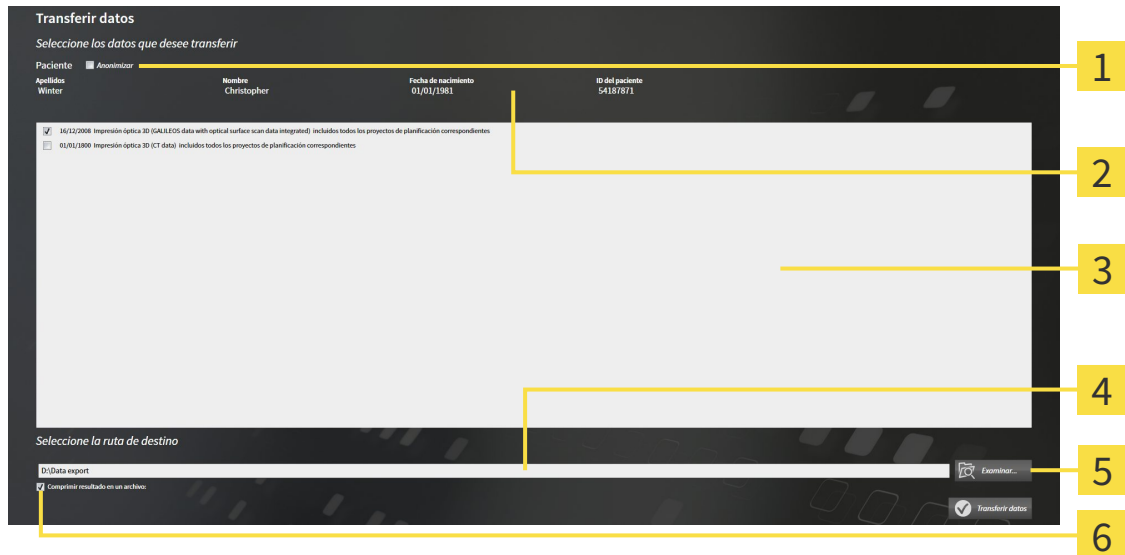 Transferir datos
Seleccione los datos que desee transferir
Paciente Anonimizar
Apellidos Nombre Fecha de nacimiento ID del paciente
Winter Christopher 01/01/1981 54187871
16/12/2008 Impresión óptica 3D (GALILEOS data with optical surface scan data integrated) incluidos todos los proyectos de planificación correspondientes
01/01/1800 Impresión óptica 3D (CT data) incluidos todos los proyectos de planificación correspondientes
Seleccione la ruta de destino
D:\Data export
Examinar...
Comprimir resultado en un archivo:
Transferir datos
1
2
3
4
5
6